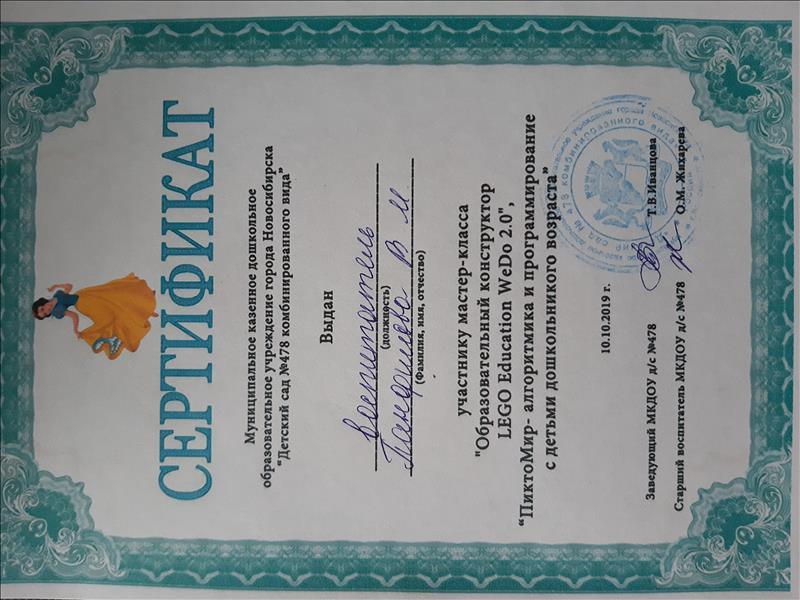 СЕРТИФИКАТ
Муниципальное казенное дошкольное
образовательное учреждение города Новосибирска
"Детский сад №478 комбинированного вида"
Выдан
воспитатель
(должность)
В М
(Фамилия, имя, отчество)
участнику мастер-класса
"Образовательный конструктор
LEGO Education WeDo 2.0",
"ПиктоМир- алгоритмика и программирование
с детьми дошкольного возраста"
10.10.2019 г.
Заведующий МКДОУ д/с №478 Т.В.Иванцова
Старший воспитатель МКДОУ д/с №478 О.М. Жихарева